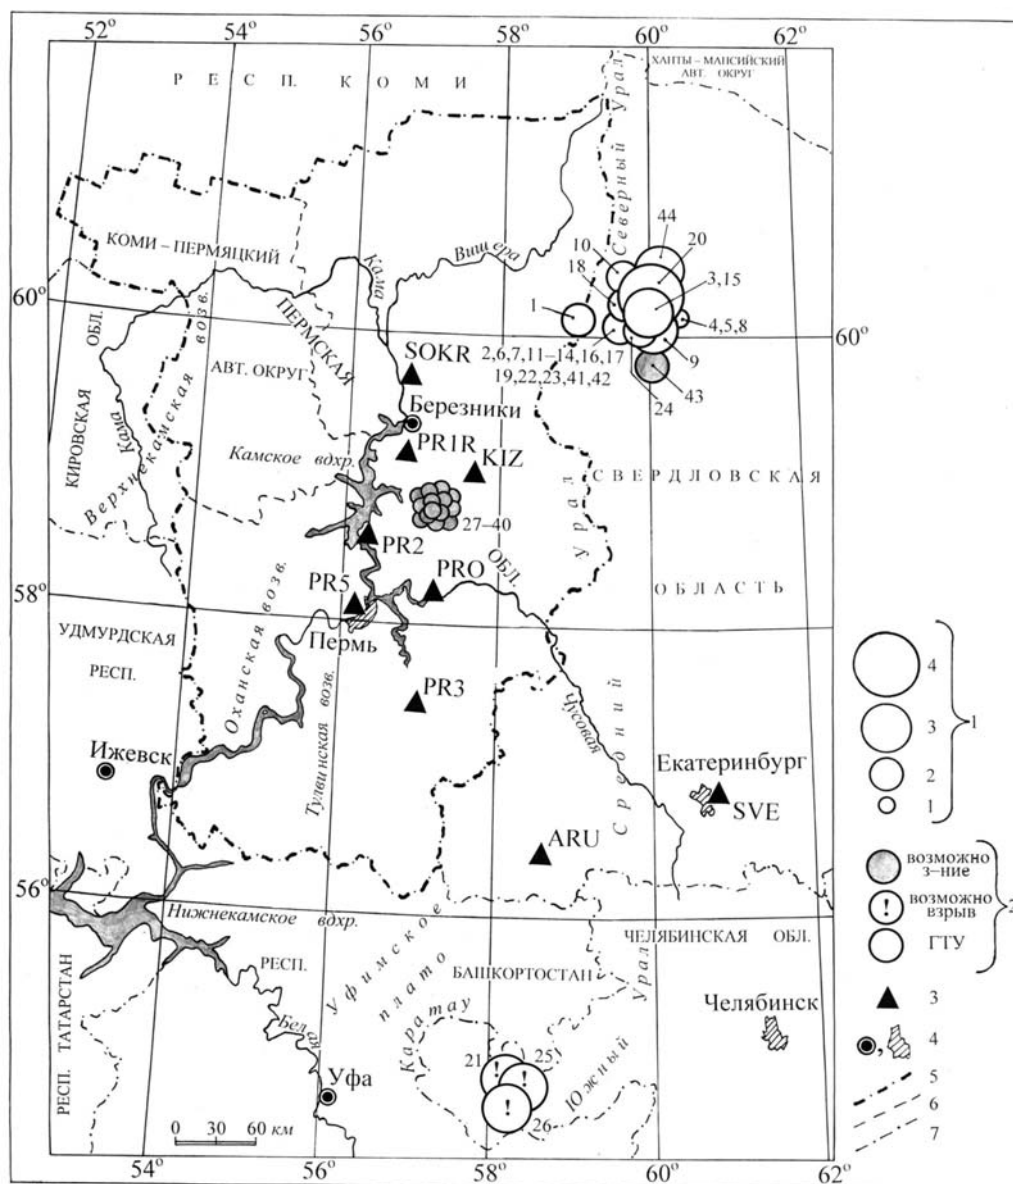 52° 54° 56° 58° 60° 62°
РЕСП. КОМИ
ХАНТЫ – МАНСИЙСКИЙ
АВТ. ОКРУГ
Северный Урал
КОМИ – ПЕРМЯЦКИЙ
АВТ. ОКРУГ
Вишера
Кама
44
20
10
18
3,15
1
4,5,8
60°
60°
2,6,7,11–14,16,17
19,22,23,41,42
9
43
24
ПЕРМСКАЯ
ОБЛ.
SOKR
Березники
PR1R
KIZ
КИРОВСКАЯ
ОБЛ.
Кама
Верхнекамская возв.
Камское вдхр.
27–40
СВЕРДЛОВСКАЯ
ОБЛАСТЬ
Средний Урал
PR2
PRO
PR5
Пермь
58°
УДМУРДСКАЯ
РЕСП.
Оханская возв.
Тулвинская возв.
PR3
Чусовая
Ижевск
Екатеринбург
SVE
ARU
56°
Нижнекамское вдхр.
РЕСП. ТАТАРСТАН
РЕСП.
БАШКОРТОСТАН
Уфимское плато
Каратау
Южный Урал
ЧЕЛЯБИНСКАЯ ОБЛ.
Челябинск
Белая
Уфа
21
25
26
! ! !
0 30 60 км
54° 56° 58° 60° 62°
4
3
2
1
1
возможно
з-ние
!
возможно
взрыв
ГТУ
2
3
,
4
5
6
7